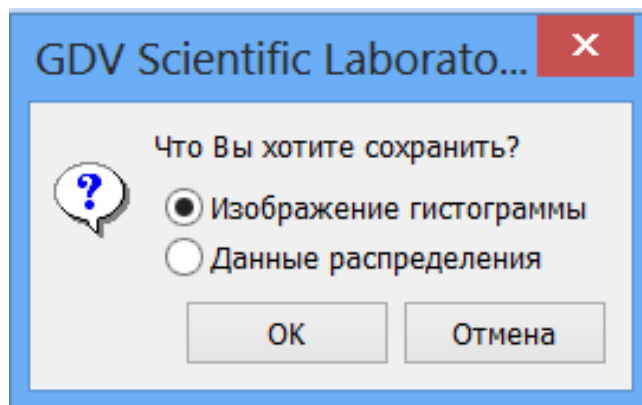 GDV Scientific Laborato...
Что Вы хотите сохранить?
Изображение гистограммы
Данные распределения
OK
Отмена